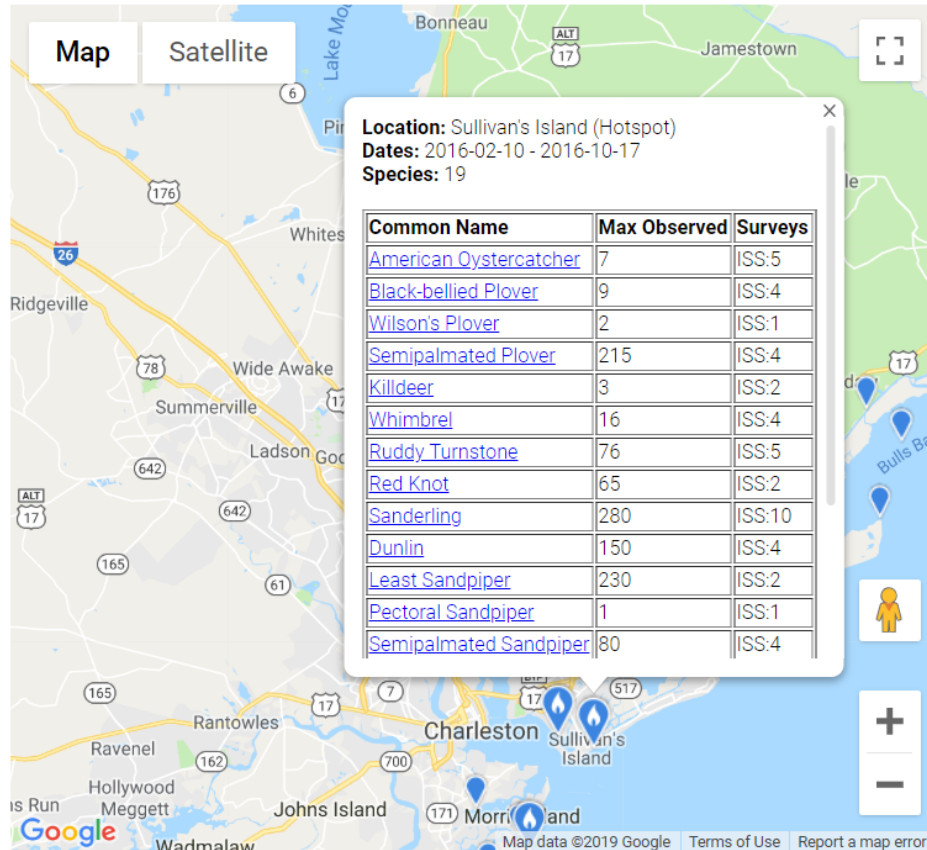 Map
Satellite
Bonneau
Jamestown
ALT
17
Lake
6
176
26
Whites
Ridgeville
78
Wide Awake
Summerville
17
Ladson
642
ALT
17
642
165
61
Location: Sullivan's Island (Hotspot)
Dates: 2016-02-10 - 2016-10-17
Species: 19
Common Name Max Observed Surveys
American Oystercatcher 7 ISS:5
Black-bellied Plover 9 ISS:4
Wilson's Plover 2 ISS:1
Semipalmated Plover 215 ISS:4
Killdeer 3 ISS:2
Whimbrel 16 ISS:4
Ruddy Turnstone 76 ISS:5
Red Knot 65 ISS:2
Sanderling 280 ISS:10
Dunlin 150 ISS:4
Least Sandpiper 230 ISS:2
Pectoral Sandpiper 1 ISS:1
Semipalmated Sandpiper 80 ISS:4
17
Bulls
165
17
7
17
517
Rantowles
Charleston
Sullivan's
Island
Ravenel
162
700
Hollywood
Meggett
Johns Island
171
Google
Wadmalaw
Map data ©2019 Google
Terms of Use
Report a map error